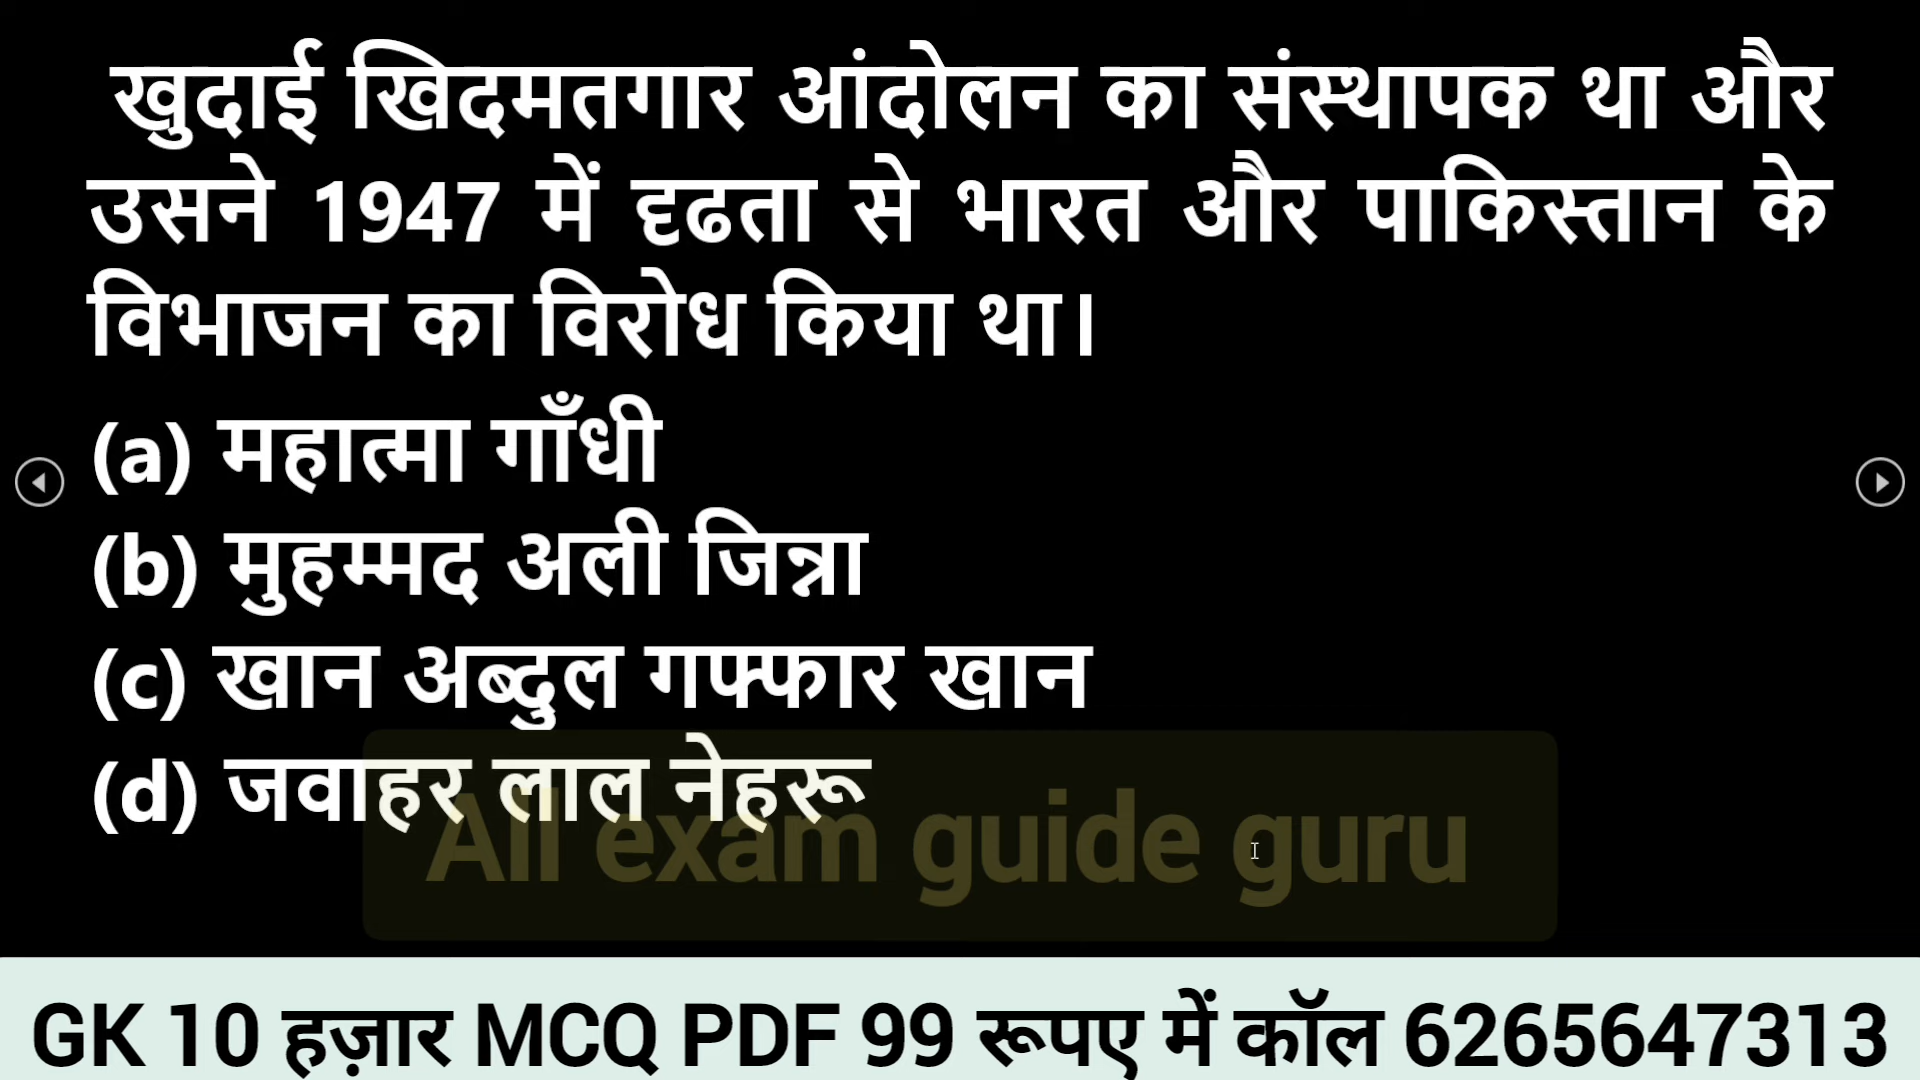 खुदाई खिदमतगार आंदोलन का संस्थापक था और
उसने 1947 में दृढता से भारत और पाकिस्तान के
विभाजन का विरोध किया था।
(a) महात्मा गाँधी
(b) मुहम्मद अली जिन्ना
(c) खान अब्दुल गफ्फार खान
(d) जवाहर लाल नेहरू
All exam guide guru
GK 10 हज़ार MCQ PDF 99 रूपए में कॉल 6265647313